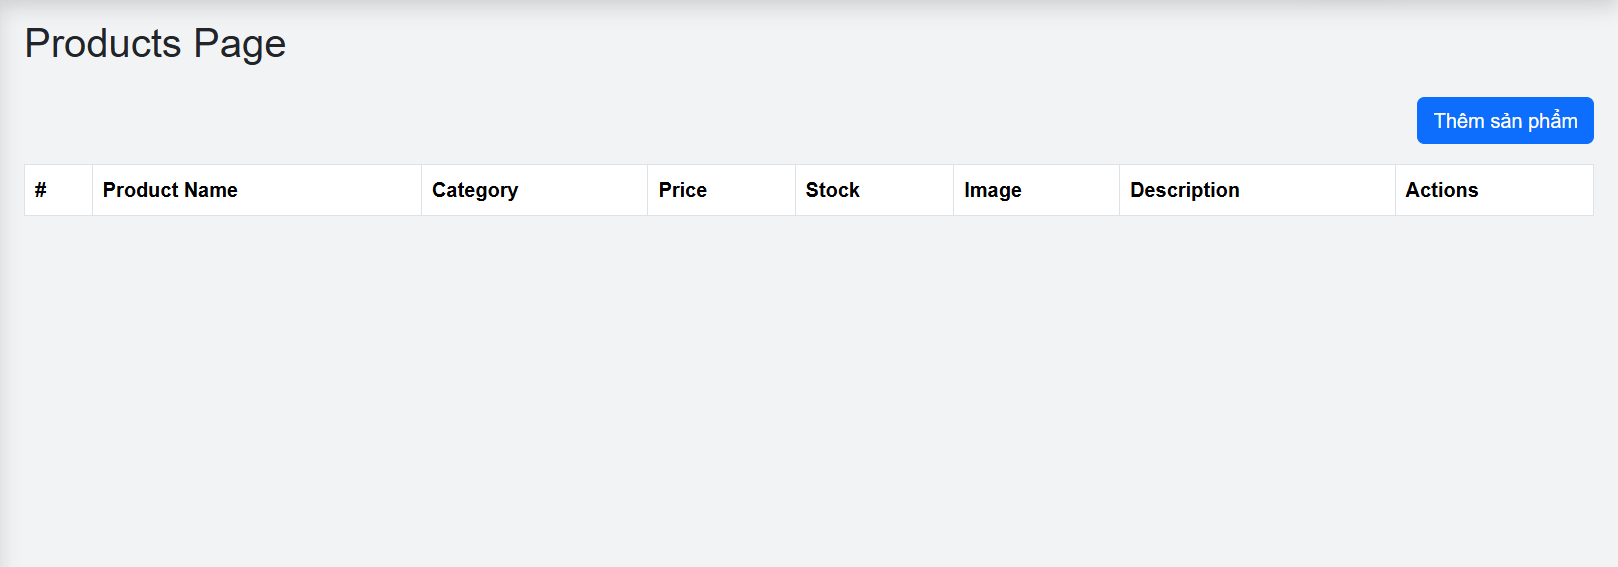 Products Page
Thêm sản phẩm
# Product Name Category Price Stock Image Description Actions